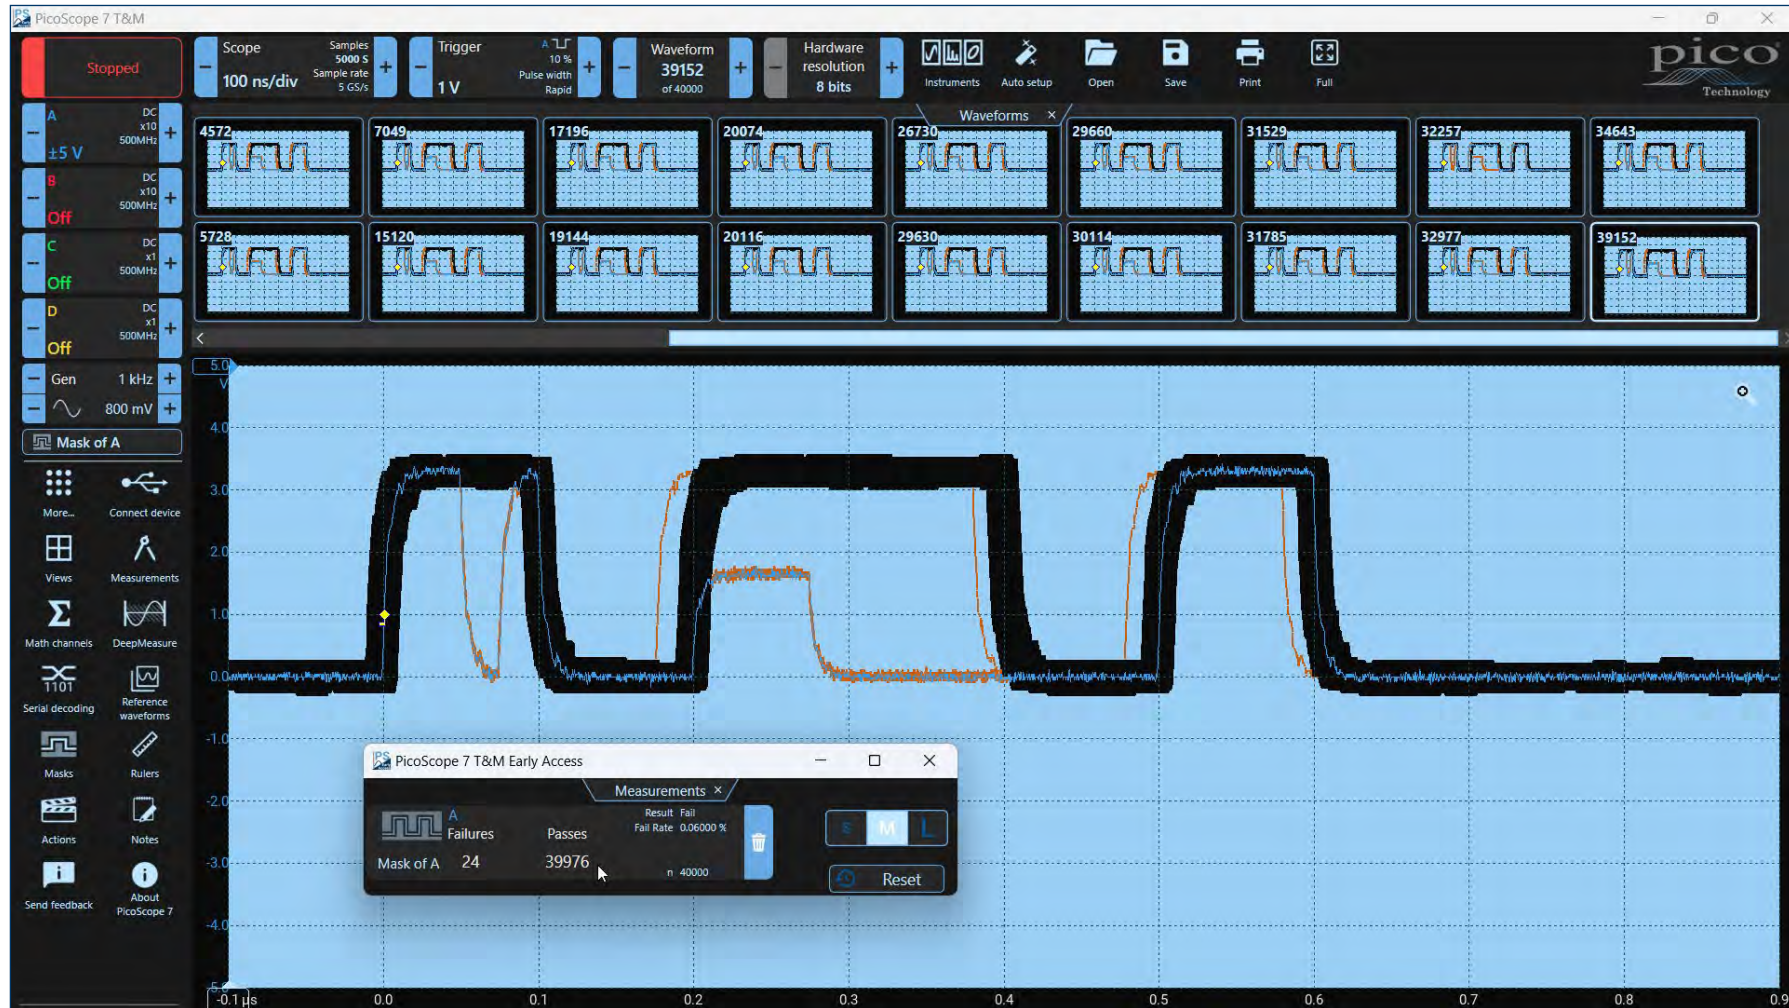 PicoScope 7 T&M
Stopped
Scope
100 ns/div
Samples
5000 S
Sample rate
5 GS/s
Trigger
1 V
A
10 %
Pulse width
Rapid
Waveform
39152
of 40000
Hardware
resolution
8 bits
Instruments
Auto setup
Open
Save
Print
Full
pico
Technology
A
DC
x10
500MHz
±5 V
B
DC
x10
500MHz
Off
C
DC
x1
500MHz
Off
D
DC
x1
500MHz
Off
Gen 1 kHz
800 mV
Mask of A
More...
Connect device
Views
Measurements
Math channels
DeepMeasure
1101
Serial decoding
Reference
waveforms
Masks
Rulers
Actions
Notes
Send feedback
About
PicoScope 7
Waveforms ×
4572 7049 17196 20074 26730 29660 31529 32257 34643
5728 15120 19144 20116 29630 30114 31785 32977 39152
5.0
V
4.0
3.0
2.0
1.0
0.0
-1.0
-2.0
-3.0
-4.0
-5.0
-0.1 µs 0.0 0.1 0.2 0.3 0.4 0.5 0.6 0.7 0.8 0.9
PicoScope 7 T&M Early Access
Measurements ×
A
Failures Passes
Mask of A 24 39976
Result Fail
Fail Rate 0.06000 %
n 40000
S M L
Reset